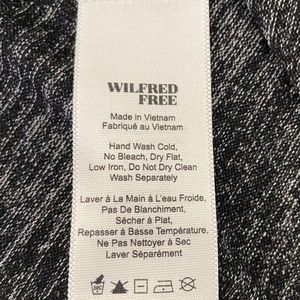 WILFRED
FREE
Made in Vietnam
Fabriqué au Vietnam
Hand Wash Cold,
No Bleach, Dry Flat,
Low Iron, Do Not Dry Clean
Wash Separately
Laver à La Main à L'eau Froide,
Pas De Blanchiment,
Sécher à Plat,
Repasser à Basse Température.
Ne Pas Nettoyer à Sec
Laver Séparément